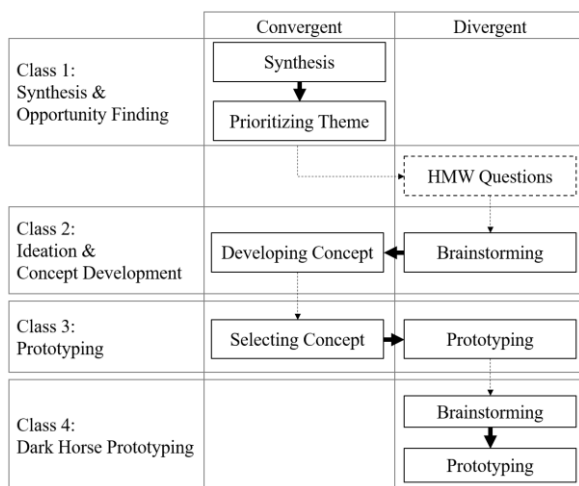 Convergent
Divergent
Class 1:
Synthesis &
Opportunity Finding
Synthesis
Prioritizing Theme
HMW Questions
Class 2:
Ideation &
Concept Development
Developing Concept
Brainstorming
Class 3:
Prototyping
Selecting Concept
Prototyping
Class 4:
Dark Horse Prototyping
Brainstorming
Prototyping